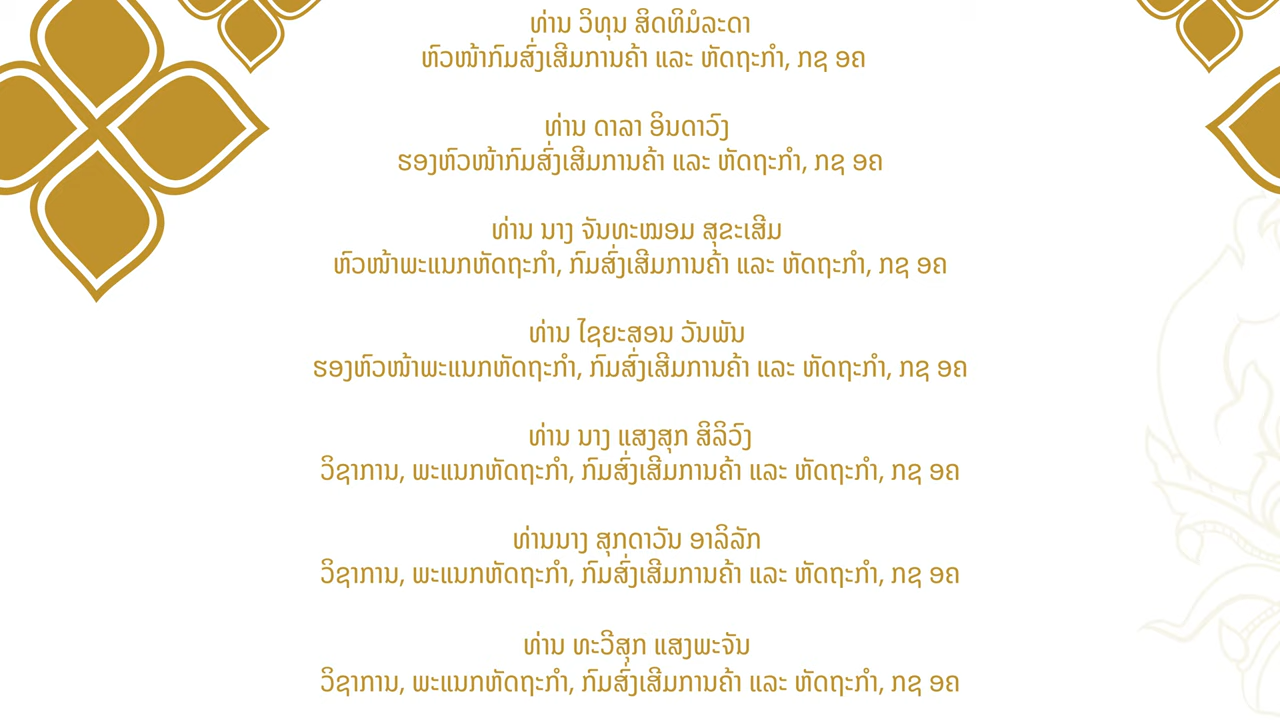 ທ່ານ ວິທຸນ ສິດທິມໍລະດາ
ຫົວໜ້າກົມສົ່ງເສີມການຄ້າ ແລະ ຫັດຖະກຳ, ກຊ ອຄ
ທ່ານ ດາລາ ອິນດາວົງ
ຮອງຫົວໜ້າກົມສົ່ງເສີມການຄ້າ ແລະ ຫັດຖະກຳ, ກຊ ອຄ
ທ່ານ ນາງ ຈັນທະໝອມ ສຸຂະເສີມ
ຫົວໜ້າພະແນກຫັດຖະກຳ, ກົມສົ່ງເສີມການຄ້າ ແລະ ຫັດຖະກຳ, ກຊ ອຄ
ທ່ານ ໄຊຍະສອນ ວັນພັນ
ຮອງຫົວໜ້າພະແນກຫັດຖະກຳ, ກົມສົ່ງເສີມການຄ້າ ແລະ ຫັດຖະກຳ, ກຊ ອຄ
ທ່ານ ນາງ ແສງສຸກ ສິລິວົງ
ວິຊາການ, ພະແນກຫັດຖະກຳ, ກົມສົ່ງເສີມການຄ້າ ແລະ ຫັດຖະກຳ, ກຊ ອຄ
ທ່ານນາງ ສຸກດາວັນ ອາລິລັກ
ວິຊາການ, ພະແນກຫັດຖະກຳ, ກົມສົ່ງເສີມການຄ້າ ແລະ ຫັດຖະກຳ, ກຊ ອຄ
ທ່ານ ທະວີສຸກ ແສງພະຈັນ
ວິຊາການ, ພະແນກຫັດຖະກຳ, ກົມສົ່ງເສີມການຄ້າ ແລະ ຫັດຖະກຳ, ກຊ ອຄ